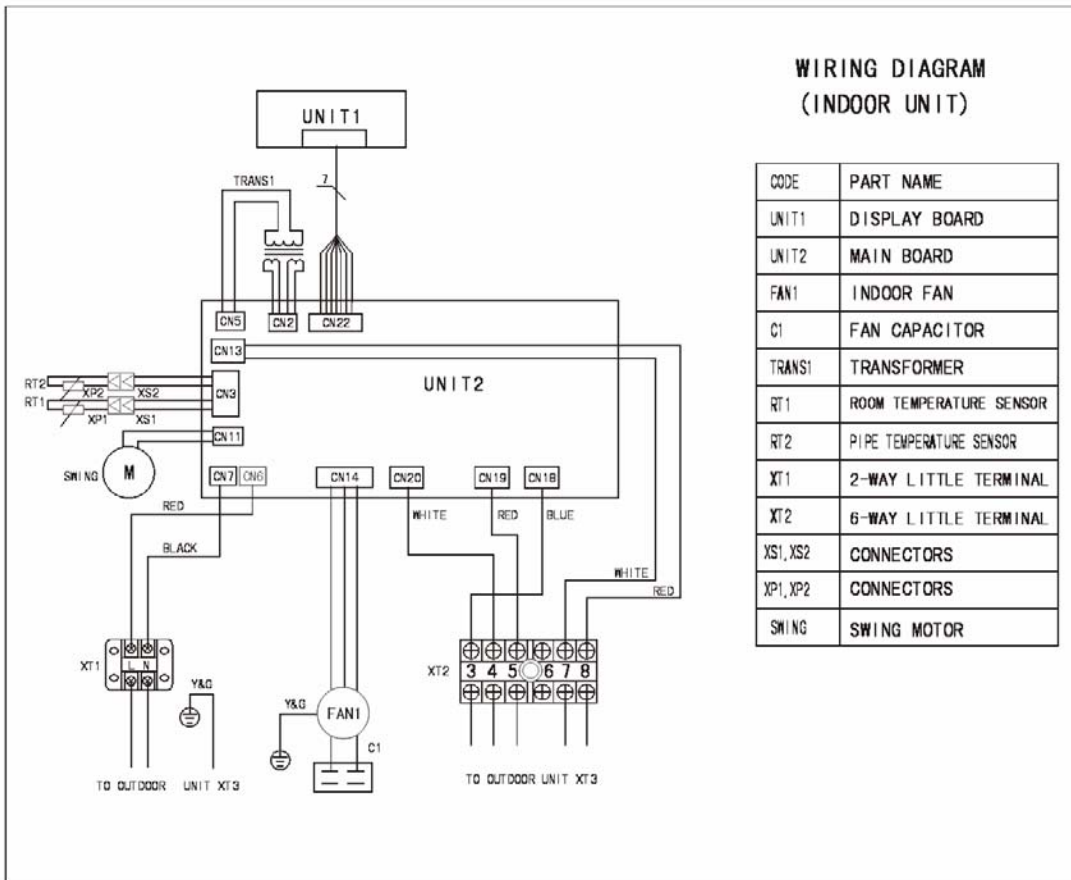 WIRING DIAGRAM
(INDOOR UNIT)
UNIT1
TRANS1
7
CN5
CN2
CN22
CN13
UNIT2
RT2
XP2
XS2
CN3
RT1
XP1
XS1
CN11
SWING
M
CN7
CN6
CN14
CN20
CN19
CN18
RED
WHITE
RED
BLUE
BLACK
WHITE
RED
XT1
L N
XT2
3 4 5 6 7 8
Y&G
Y&G
FAN1
C1
TO OUTDOOR UNIT XT3
TO OUTDOOR UNIT XT3
CODE PART NAME
UNIT1 DISPLAY BOARD
UNIT2 MAIN BOARD
FAN1 INDOOR FAN
C1 FAN CAPACITOR
TRANS1 TRANSFORMER
RT1 ROOM TEMPERATURE SENSOR
RT2 PIPE TEMPERATURE SENSOR
XT1 2-WAY LITTLE TERMINAL
XT2 6-WAY LITTLE TERMINAL
XS1,XS2 CONNECTORS
XP1,XP2 CONNECTORS
SWING SWING MOTOR